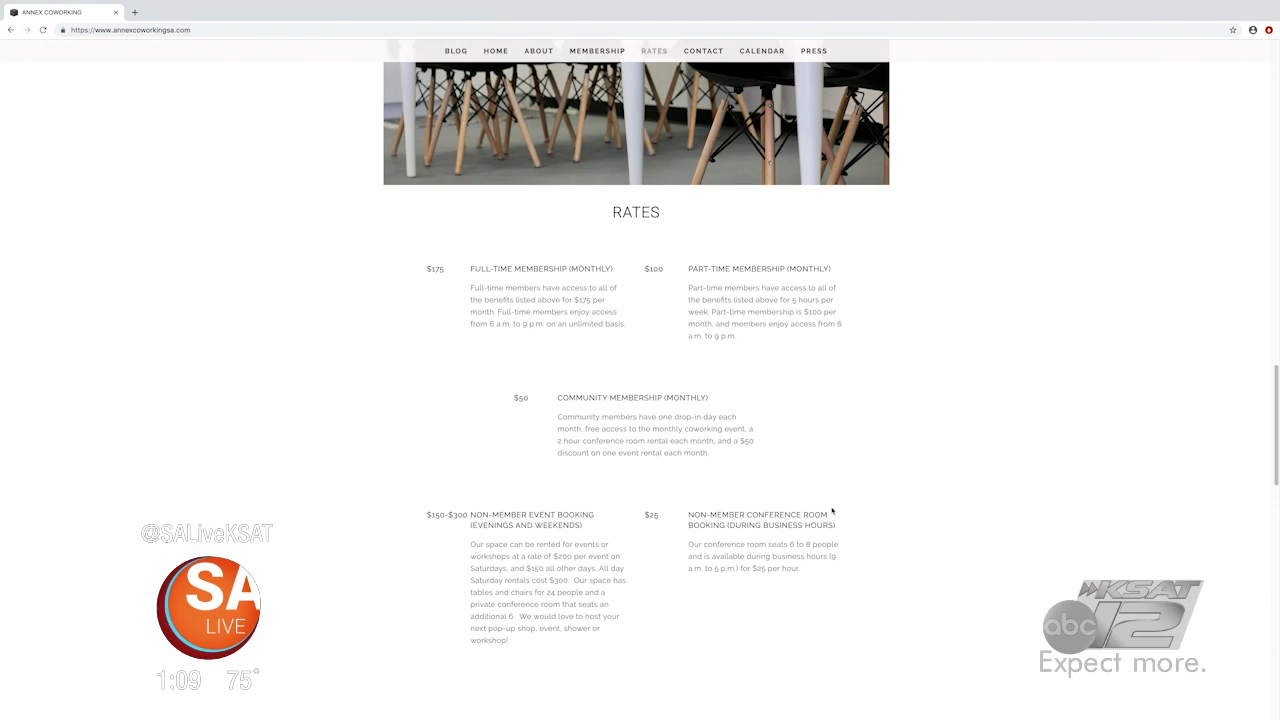 ANNEX COWORKING
https://www.annexcoworkingsa.com
BLOG HOME ABOUT MEMBERSHIP RATES CONTACT CALENDAR PRESS
RATES
$175 FULL-TIME MEMBERSHIP (MONTHLY)
Full-time members have access to all of
the benefits listed above for $175 per
month. Full-time members enjoy access
from 6 a.m. to 9 p.m. on an unlimited basis.
$100 PART-TIME MEMBERSHIP (MONTHLY)
Part-time members have access to all of
the benefits listed above for 5 hours per
week. Part-time membership is $100 per
month, and members enjoy access from 6
a.m. to 9 p.m.
$50 COMMUNITY MEMBERSHIP (MONTHLY)
Community members have one drop-in day each
month, free access to the monthly coworking event, a
2 hour conference room rental each month, and a $50
discount on one event rental each month.
$150-$300 NON-MEMBER EVENT BOOKING
(EVENINGS AND WEEKENDS)
Our space can be rented for events or
workshops at a rate of $200 per event on
Saturdays, and $150 all other days. All day
Saturday rentals cost $300. Our space has
tables and chairs for 24 people and a
private conference room that seats an
additional 6. We would love to host your
next pop-up shop, event, shower or
workshop!
$25 NON-MEMBER CONFERENCE ROOM
BOOKING (DURING BUSINESS HOURS)
Our conference room seats 6 to 8 people
and is available during business hours (9
a.m. to 5 p.m.) for $25 per hour.
@SALiveKSAT
SA
LIVE
1:09 75°
KSAT
abc 12
Expect more.